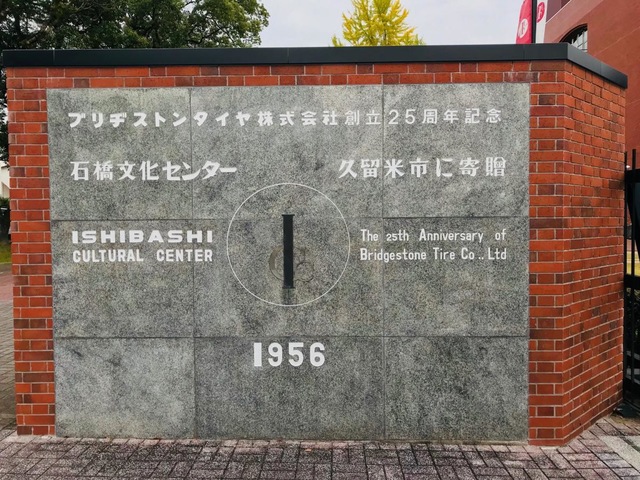 ブリヂストンタイヤ株式会社創立25周年記念
石橋文化センター 久留米市に寄贈
ISHIBASHI
CULTURAL CENTER
The 25th Anniversary of
Bridgestone Tire Co., Ltd
1956